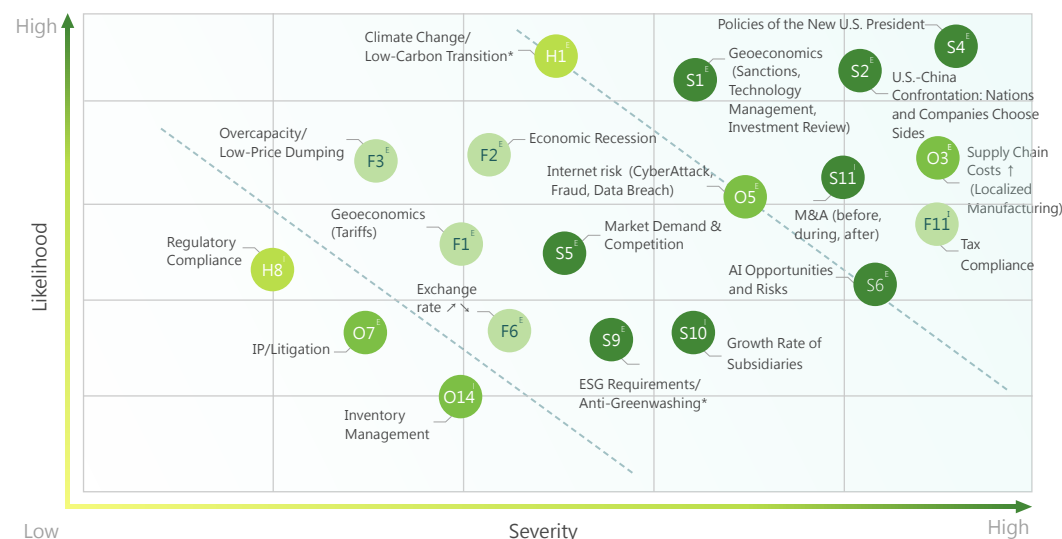 High
Likelihood
Low
Severity
High
Climate Change/
Low-Carbon Transition*
H1 E
Policies of the New U.S. President
S4 E
S1 E
Geoeconomics
(Sanctions,
Technology
Management,
Investment Review)
S2 E
U.S.-China
Confrontation: Nations
and Companies Choose
Sides
Overcapacity/
Low-Price Dumping
F3 E
F2 E
Economic Recession
Internet risk (CyberAttack,
Fraud, Data Breach)
O5 E
S11 I
M&A (before,
during, after)
O3 E
Supply Chain
Costs ↑
(Localized
Manufacturing)
F11 I
Tax
Compliance
Regulatory
Compliance
H8 I
Geoeconomics
(Tariffs)
F1 E
S5 E
Market Demand &
Competition
AI Opportunities
and Risks
S6 E
Exchange
rate ↗↘
F6 E
IP/Litigation
O7 E
S9 E
ESG Requirements/
Anti-Greenwashing*
S10 I
Growth Rate of
Subsidiaries
O14 I
Inventory
Management